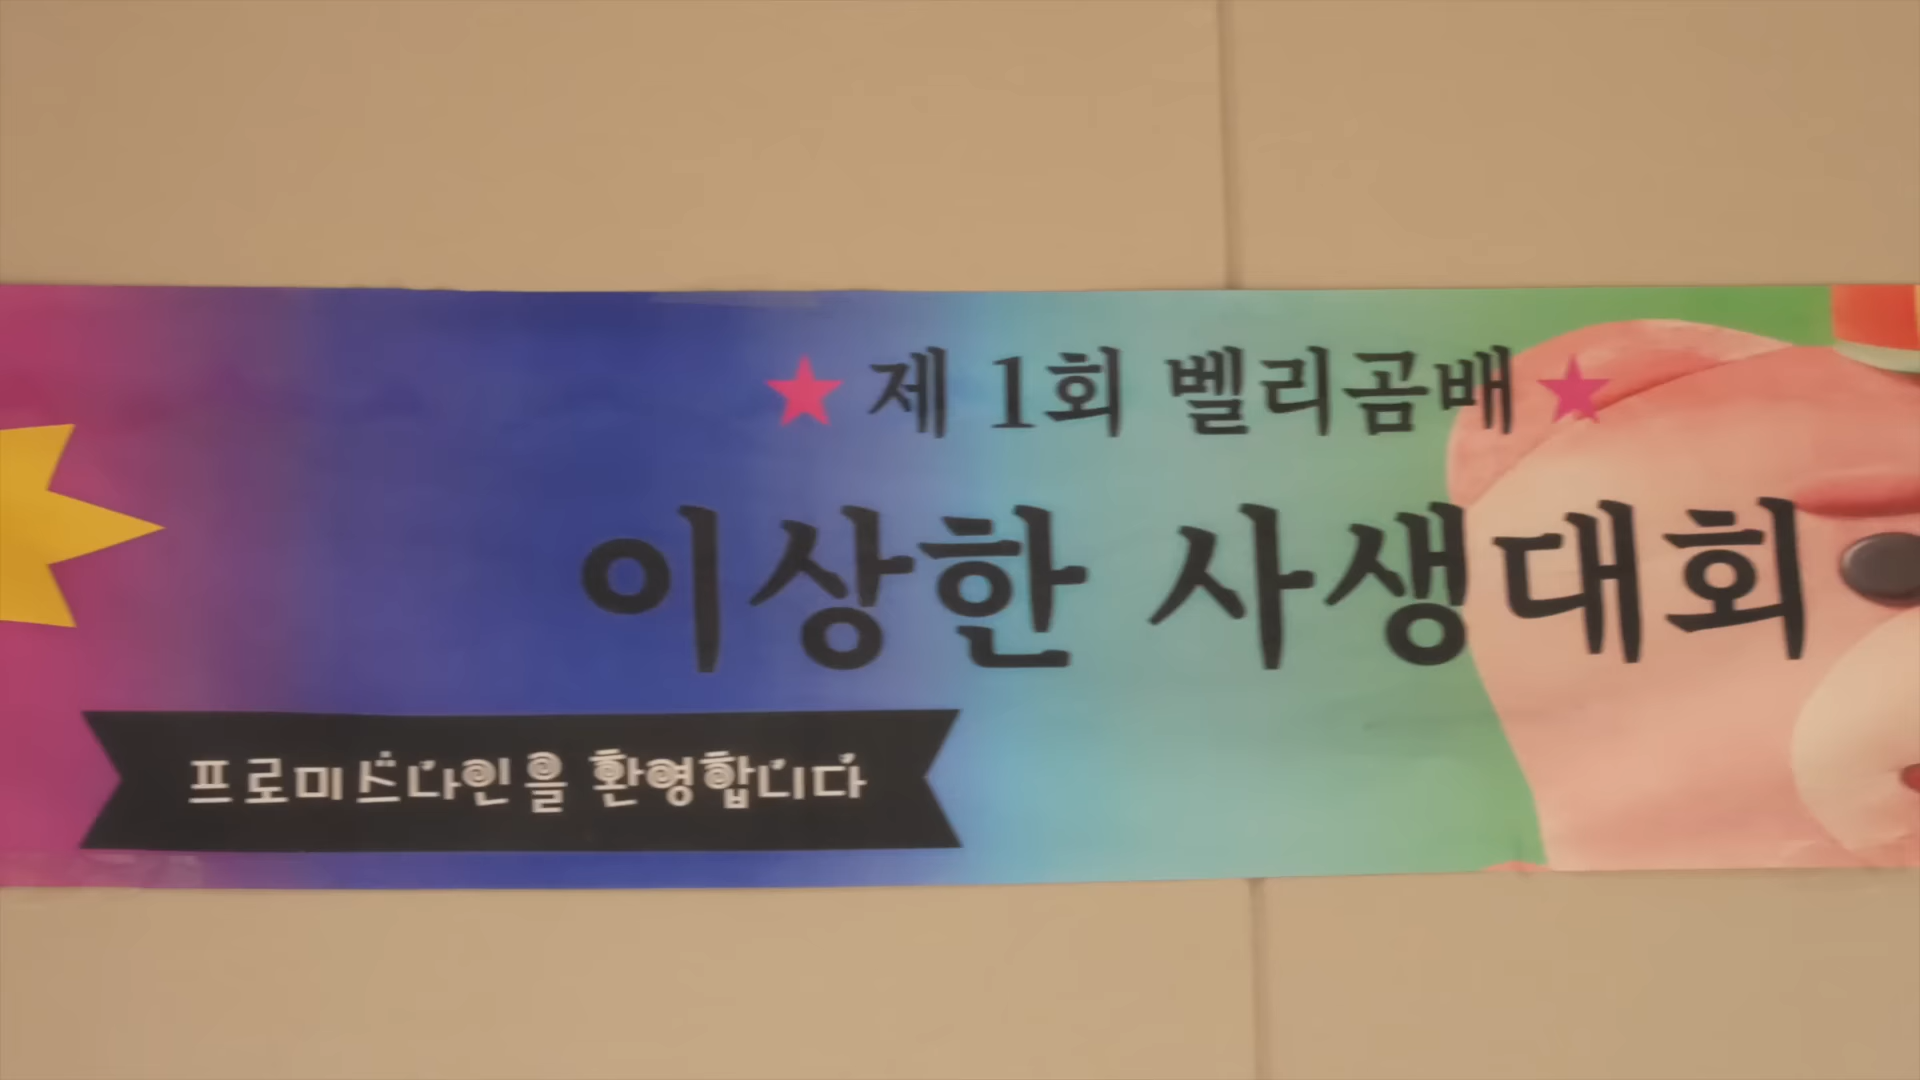 ★ 제 1회 벨리곰배 ★
이상한 사생대회
프로미스나인을 환영합니다